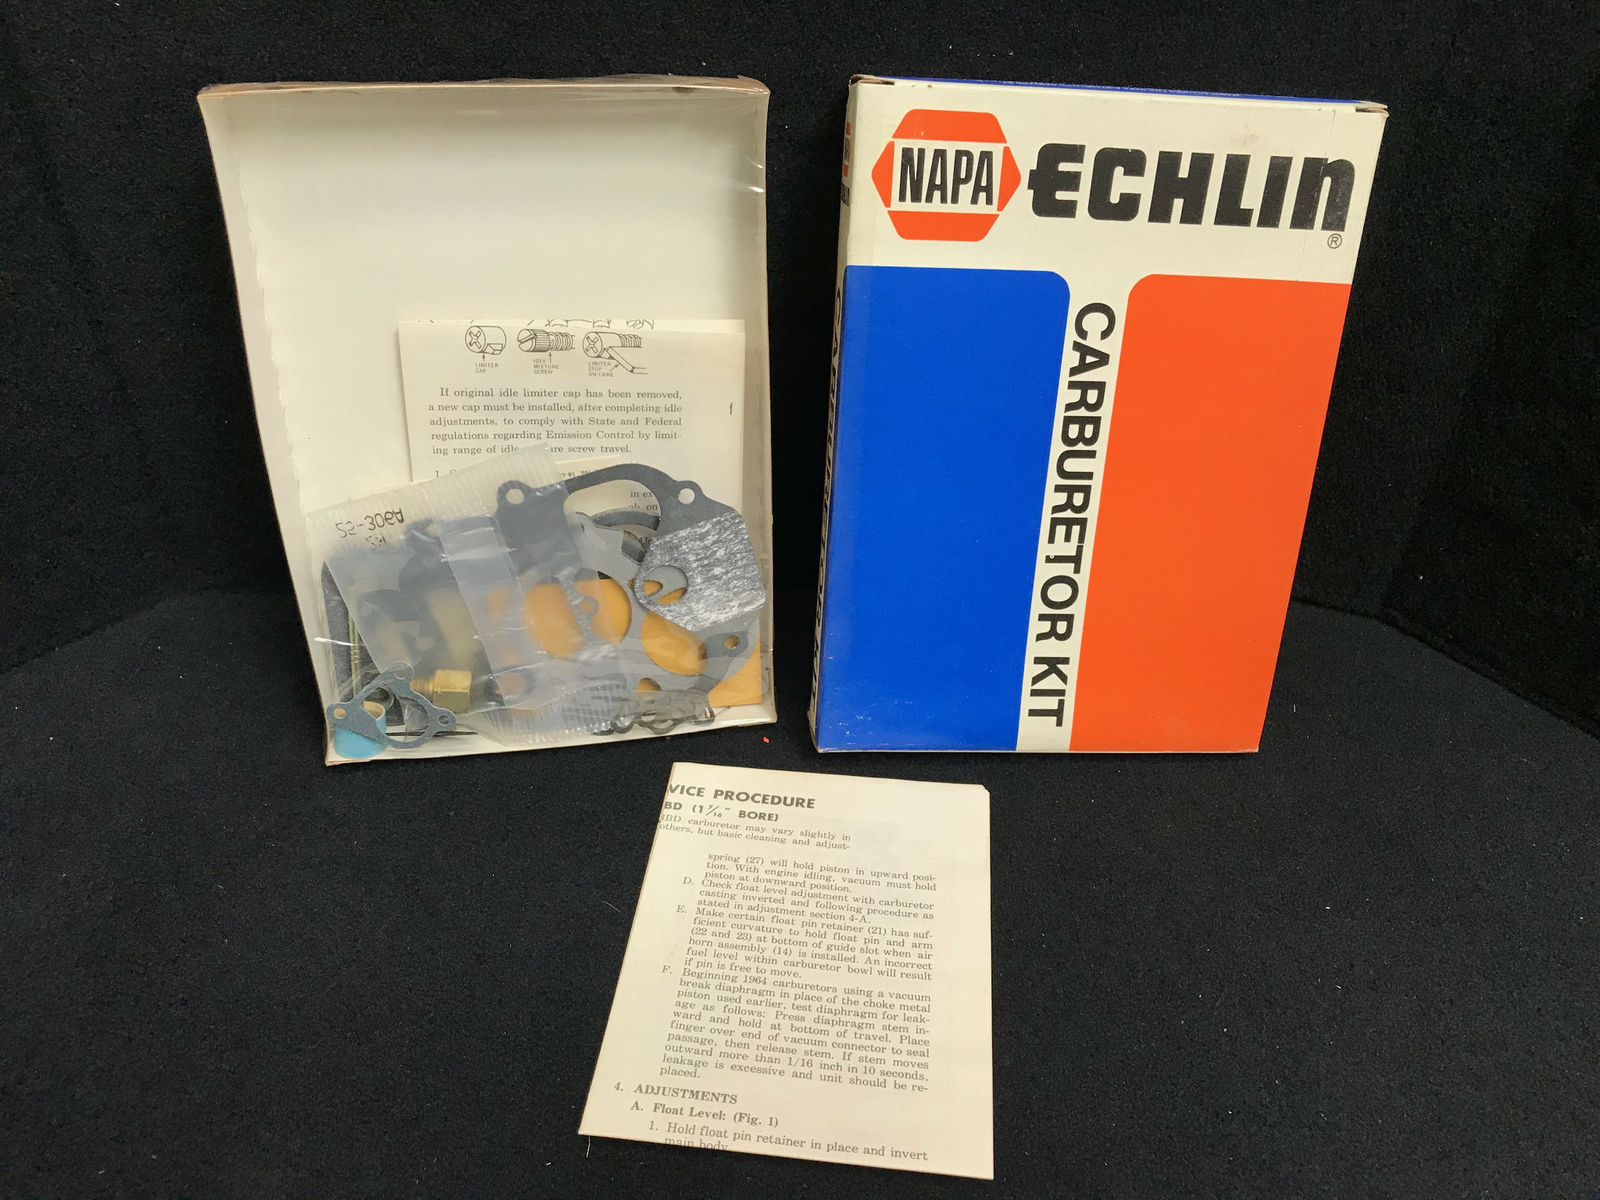 LIMITER
CAP
IDLE
MIXTURE
SCREW
LIMITER
STOP
ON CARB
If original idle limiter cap has been removed,
a new cap must be installed, after completing idle
adjustments, to comply with State and Federal
regulations regarding Emission Control by limit-
ing range of idle screw travel.
1.
in ex
on
NAPA ECHLIN
®
CARBURETOR KIT
VICE PROCEDURE
BD (1 7/16" BORE)
BBD carburetor may vary slightly in
others, but basic cleaning and adjust-
spring (27) will hold piston in upward posi-
tion. With engine idling, vacuum must hold
piston at downward position.
D. Check float level adjustment with carburetor
casting inverted and following procedure as
stated in adjustment section 4-A.
E. Make certain float pin retainer (21) has suf-
ficient curvature to hold float pin and arm
(22 and 23) at bottom of guide slot when air
horn assembly (14) is installed. An incorrect
fuel level within carburetor bowl will result
if pin is free to move.
F. Beginning 1964 carburetors using a vacuum
break diaphragm in place of the choke metal
piston used earlier, test diaphragm for leak-
age as follows: Press diaphragm stem in-
ward and hold at bottom of travel. Place
finger over end of vacuum connector to seal
passage, then release stem. If stem moves
outward more than 1/16 inch in 10 seconds,
leakage is excessive and unit should be re-
placed.
4. ADJUSTMENTS
A. Float Level: (Fig. 1)
1. Hold float pin retainer in place and invert
main body